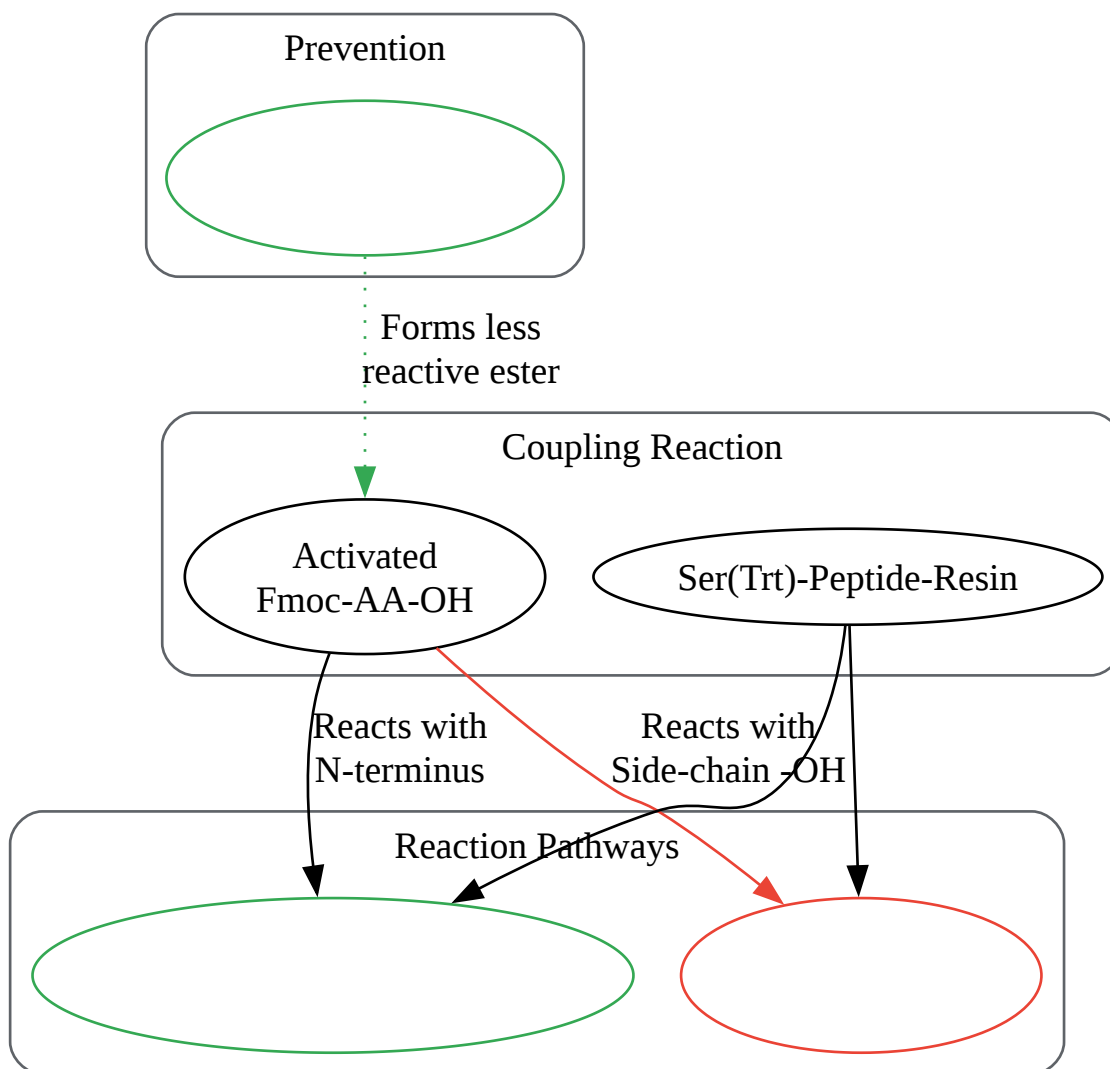 Prevention
Forms less
reactive ester
Coupling Reaction
Activated
Fmoc-AA-OH
Ser(Trt)-Peptide-Resin
Reacts with
N-terminus
Reacts with
Side-chain -OH
Reaction Pathways